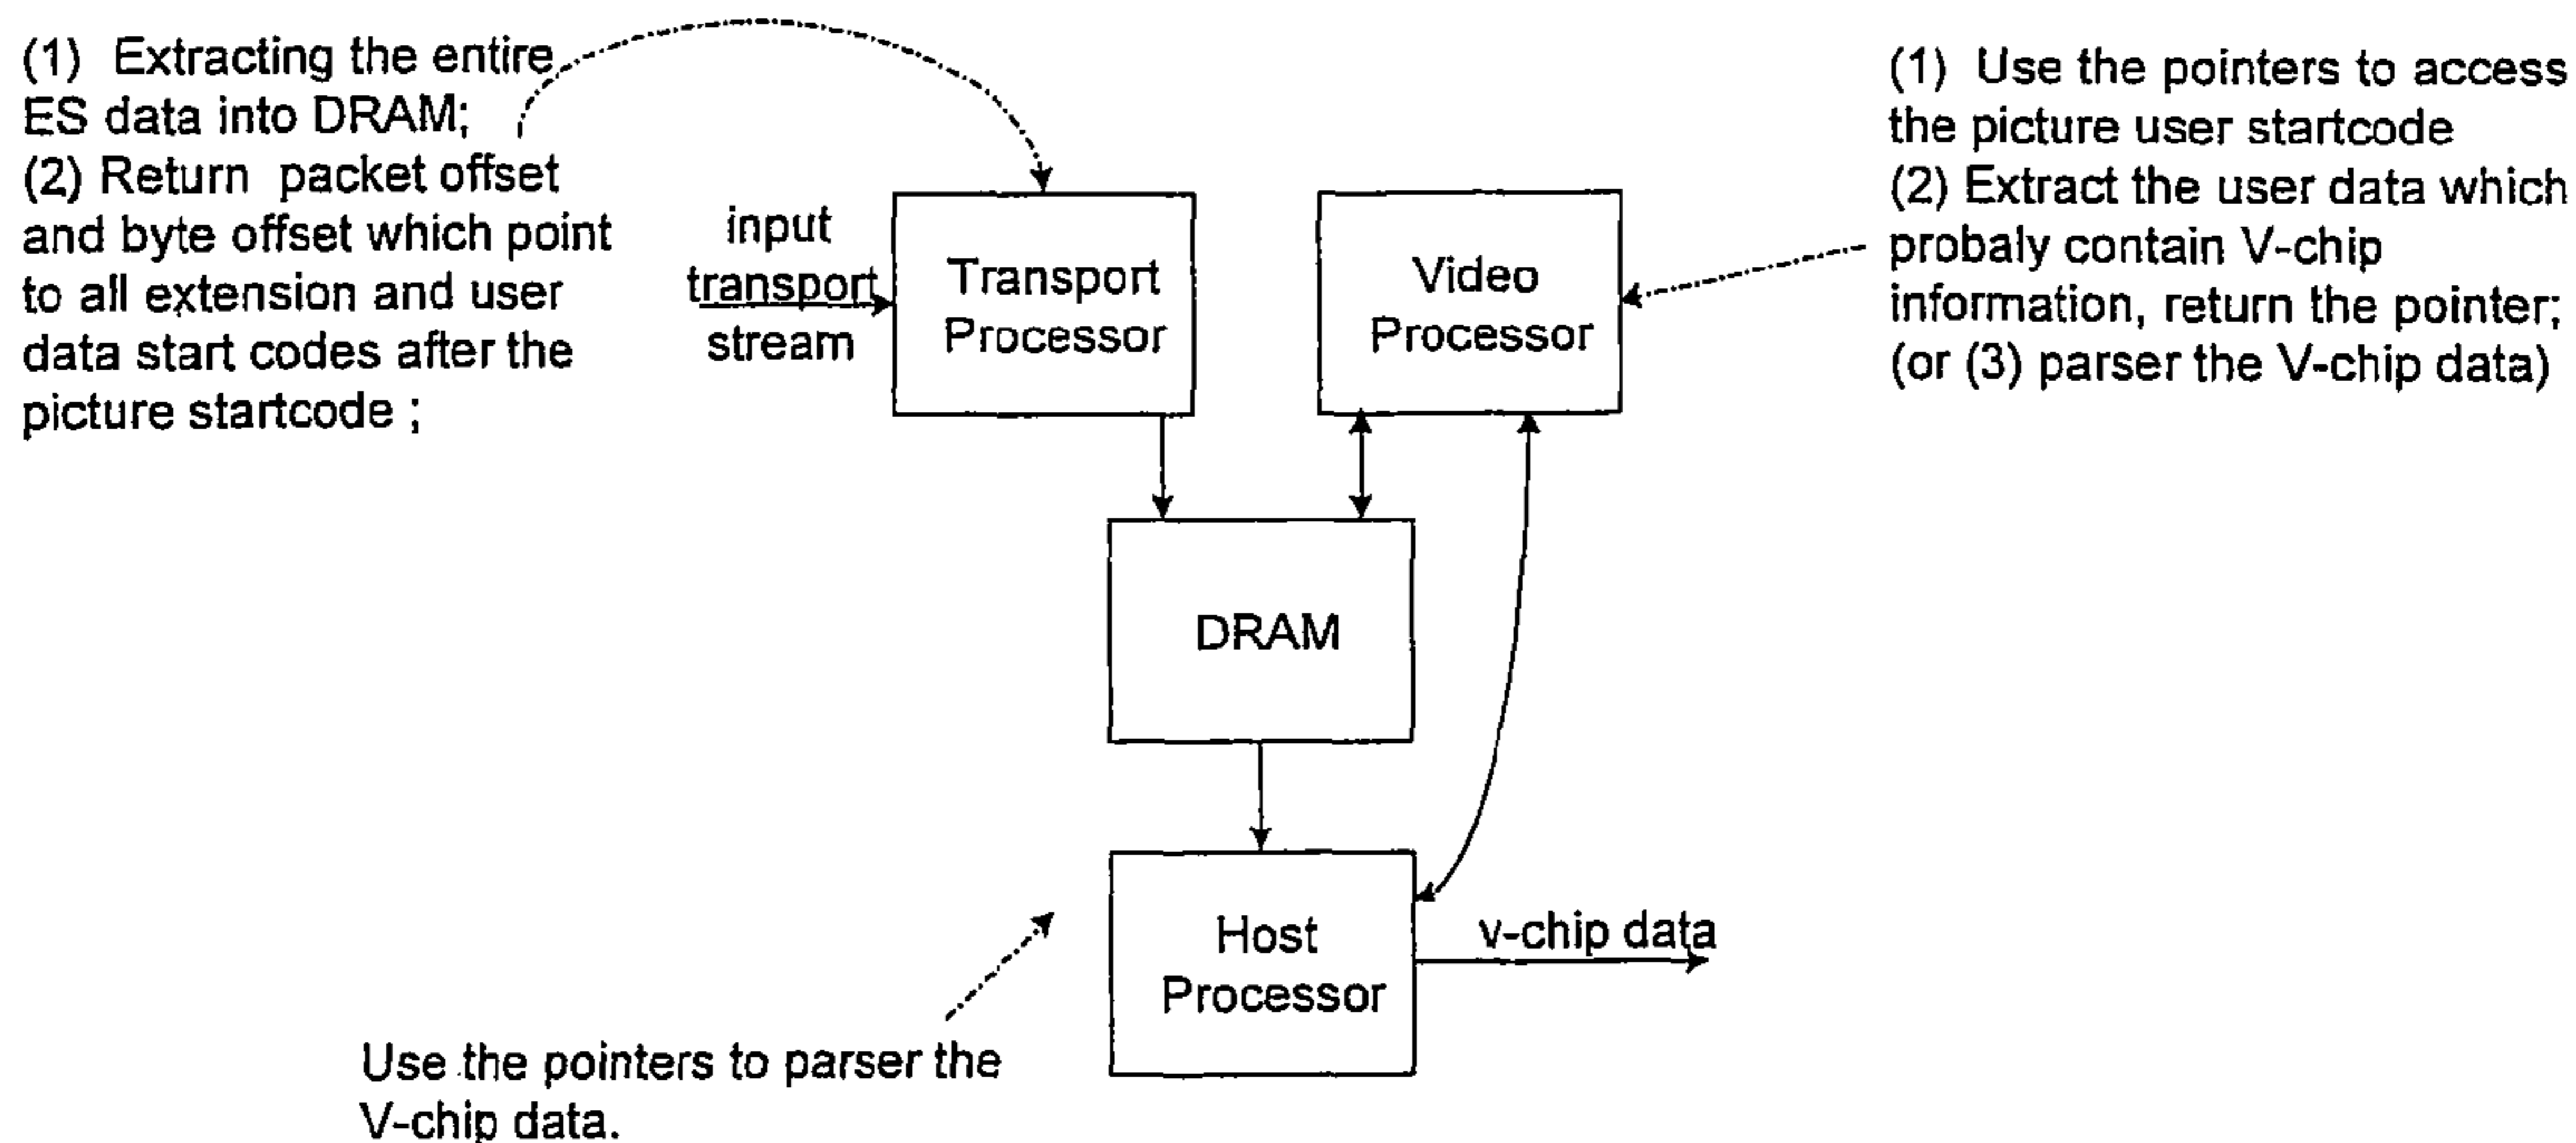 (1) Extracting the entire
ES data into DRAM;
(2) Return packet offset
and byte offset which point
to all extension and user
data start codes after the
picture startcode ;
input
transport
stream
Transport
Processor
Video
Processor
(1) Use the pointers to access
the picture user startcode
(2) Extract the user data which
probaly contain V-chip
information, return the pointer;
(or (3) parser the V-chip data)
DRAM
Host
Processor
v-chip data
Use the pointers to parser the
V-chip data.